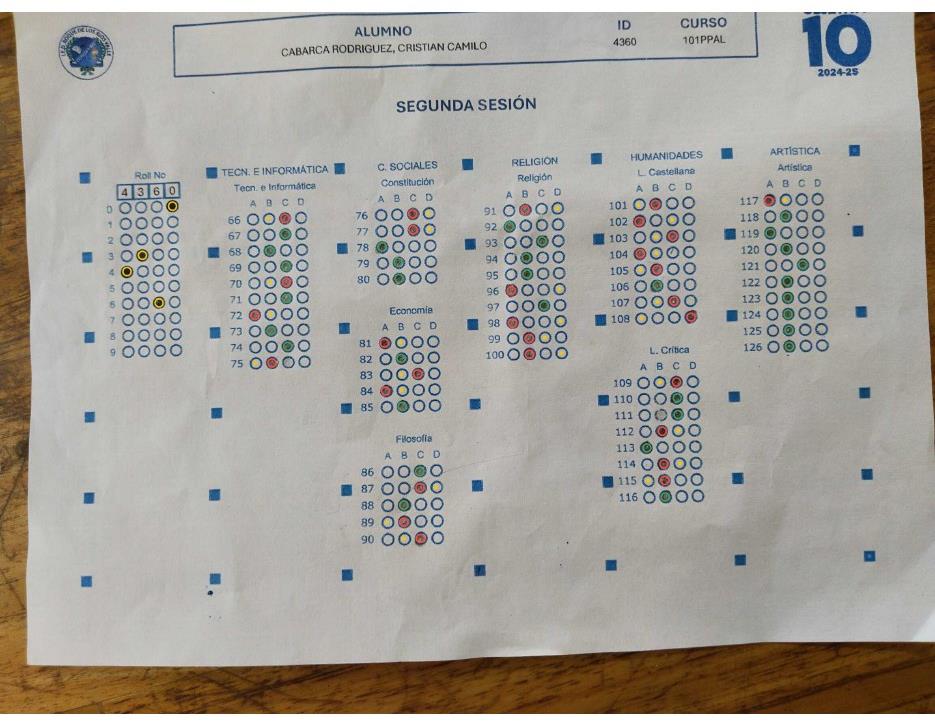 ALUMNO ID CURSO
CABARCA RODRIGUEZ, CRISTIAN CAMILO 4360 101PPAL
10
2024-25
SEGUNDA SESIÓN
Roll No
4 3 6 0
0
1
2
3
4
5
6
7
8
9
TECN. E INFORMÁTICA
Tecn. e Informática
A B C D
66
67
68
69
70
71
72
73
74
75
C. SOCIALES
Constitución
A B C D
76
77
78
79
80
Economía
A B C D
81
82
83
84
85
Filosofía
A B C D
86
87
88
89
90
RELIGIÓN
Religión
A B C D
91
92
93
94
95
96
97
98
99
100
HUMANIDADES
L. Castellana
A B C D
101
102
103
104
105
106
107
108
L. Crítica
A B C D
109
110
111
112
113
114
115
116
ARTÍSTICA
Artística
A B C D
117
118
119
120
121
122
123
124
125
126